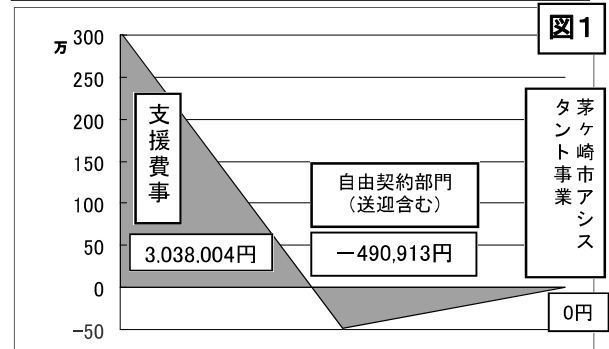 図1
万
300
250
200
150
100
50
0
-50
支援費事
3,038,004円
自由契約部門
（送迎含む）
－490,913円
茅ヶ崎市アシス
タント事業
0円